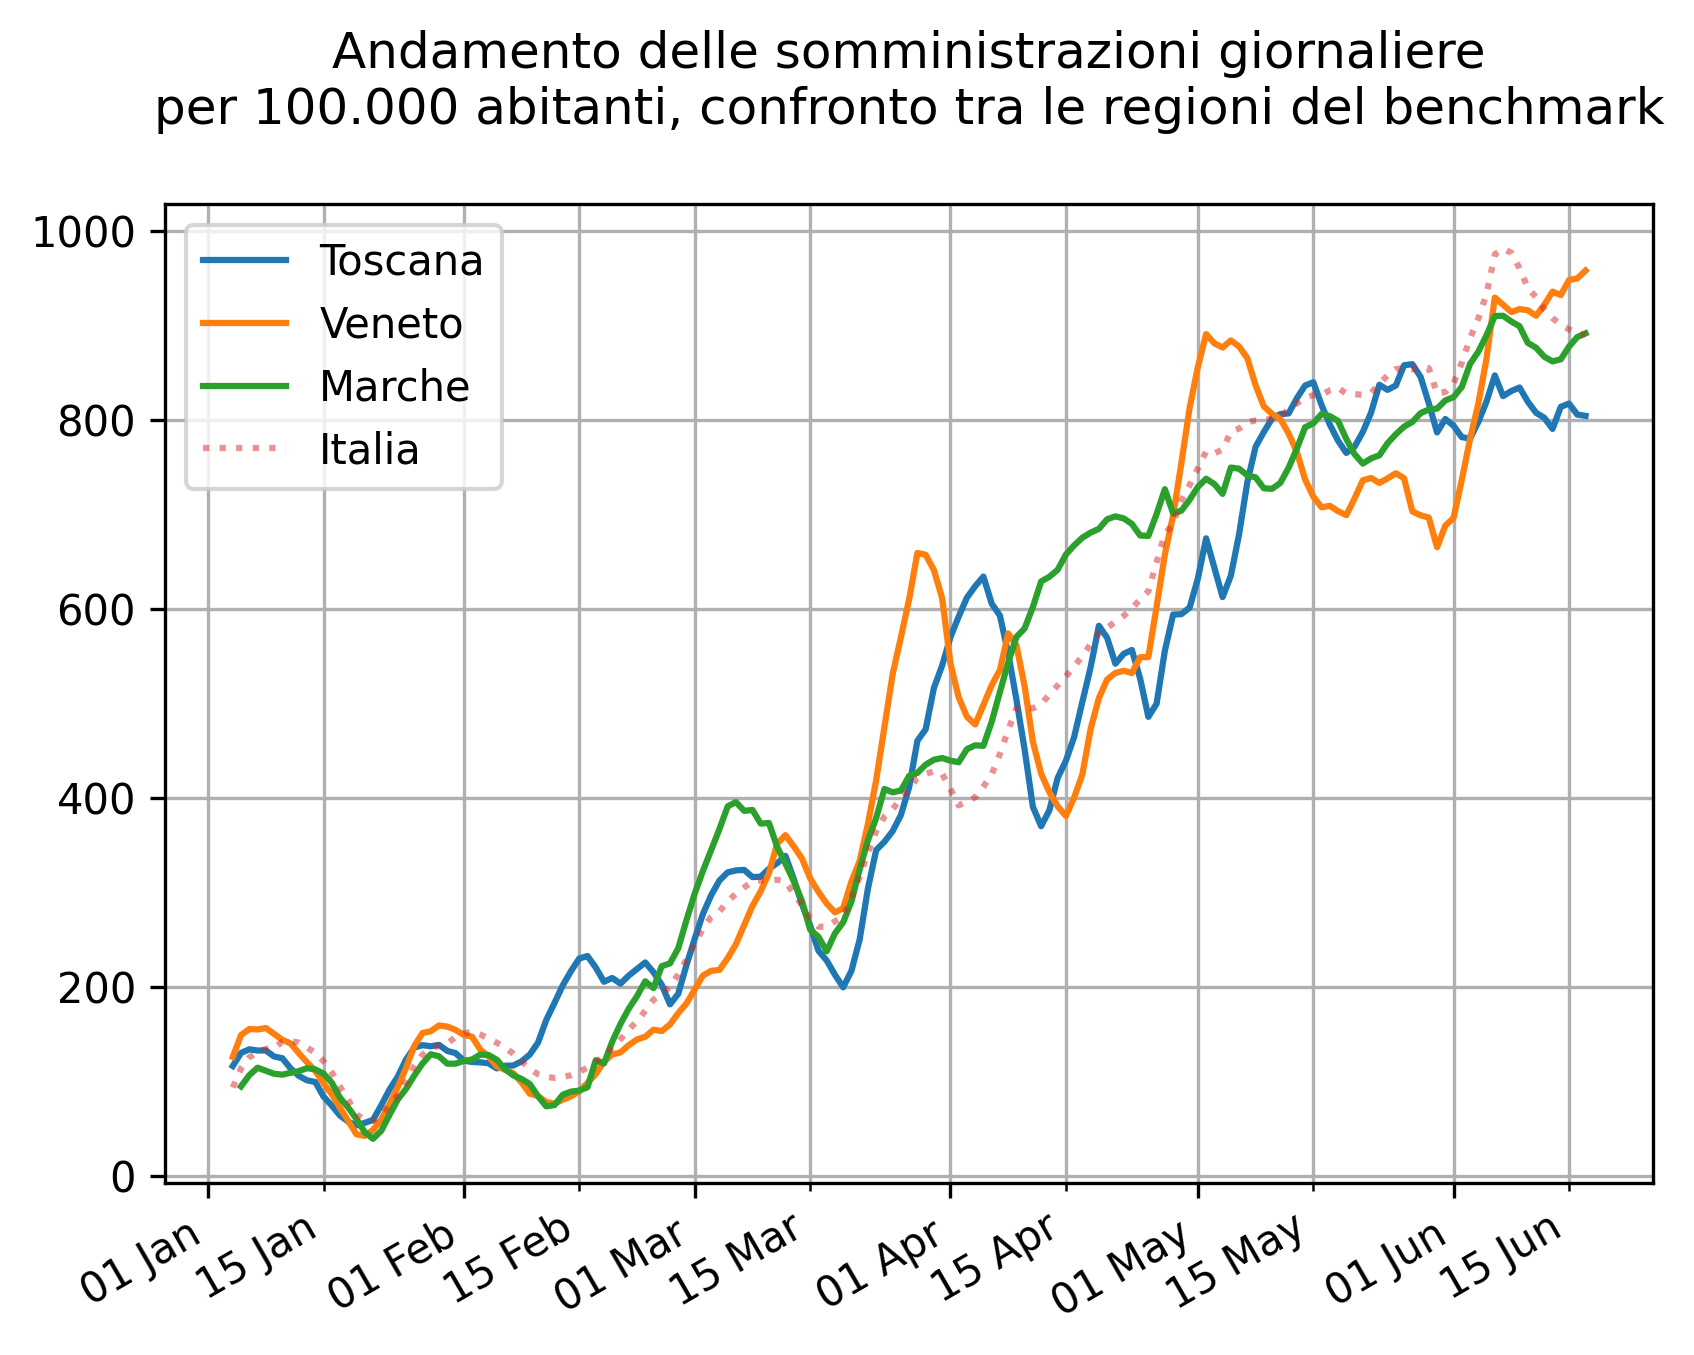 Andamento delle somministrazioni giornaliere
per 100.000 abitanti, confronto tra le regioni del benchmark
Toscana
Veneto
Marche
Italia
1000
800
600
400
200
0
01 Jan
15 Jan
01 Feb
15 Feb
01 Mar
15 Mar
01 Apr
15 Apr
01 May
15 May
01 Jun
15 Jun